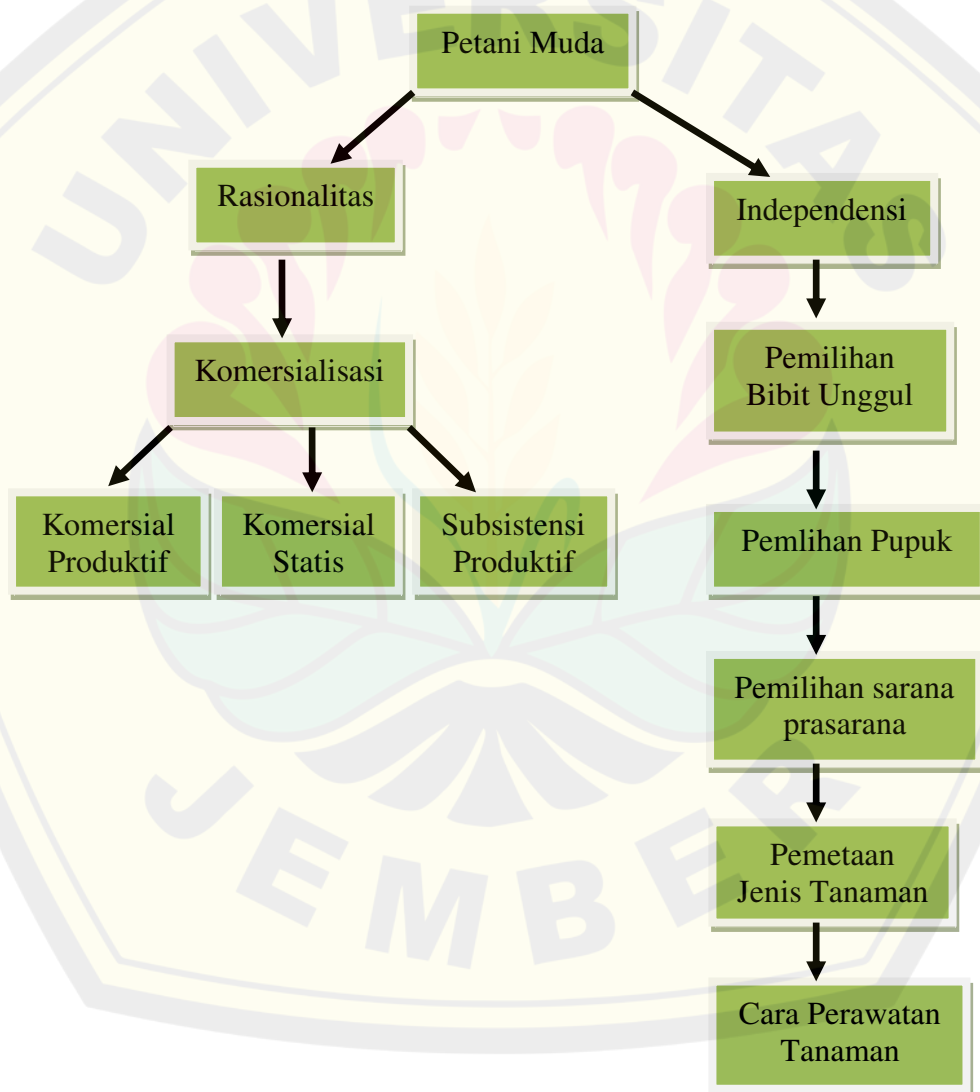 UNIVERSITAS
JEMBER
Petani Muda
Rasionalitas
Independensi
Komersialisasi
Pemilihan
Bibit Unggul
Komersial
Produktif
Komersial
Statis
Subsistensi
Produktif
Pemlihan Pupuk
Pemilihan sarana
prasarana
Pemetaan
Jenis Tanaman
Cara Perawatan
Tanaman